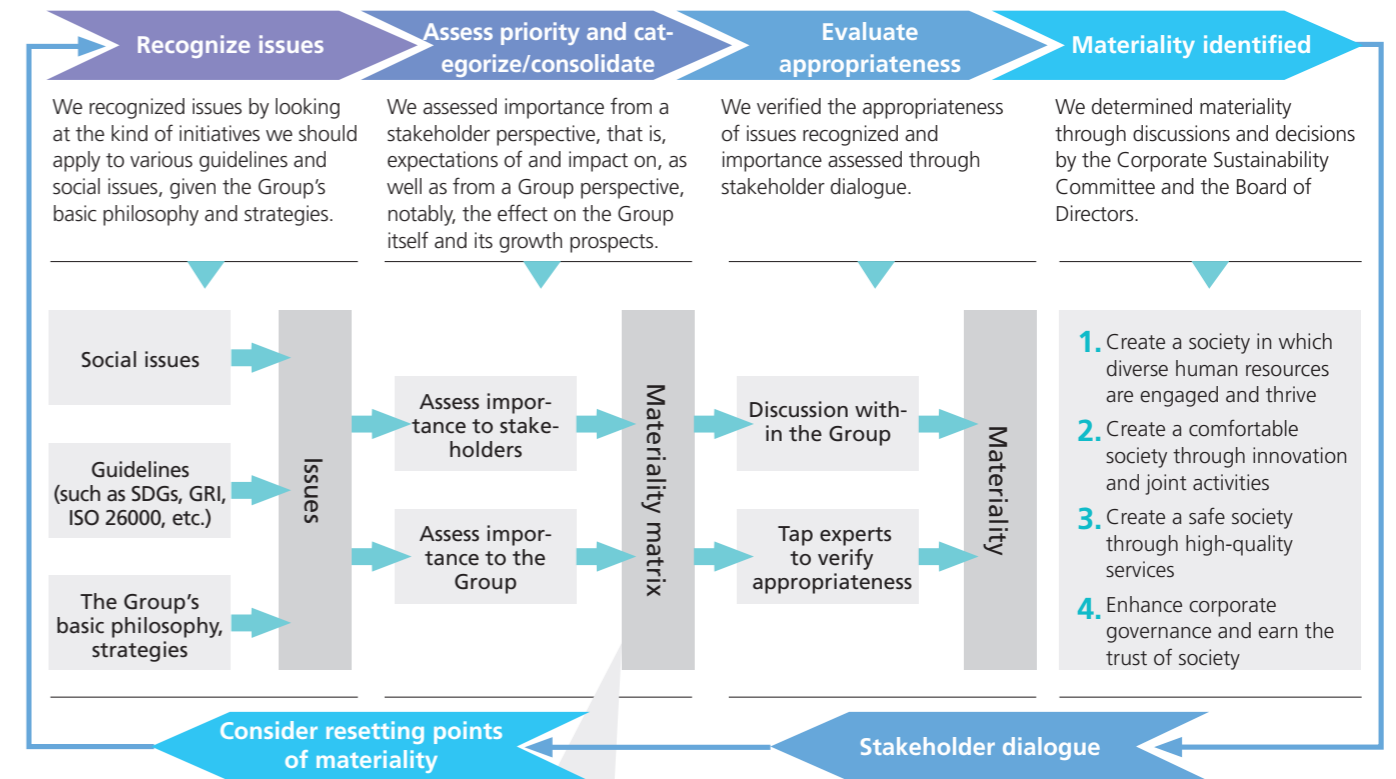 Recognize issues
Assess priority and cat-
egorize/consolidate
Evaluate
appropriateness
Materiality identified
We recognized issues by looking
at the kind of initiatives we should
apply to various guidelines and
social issues, given the Group’s
basic philosophy and strategies.
We assessed importance from a
stakeholder perspective, that is,
expectations of and impact on, as
well as from a Group perspective,
notably, the effect on the Group
itself and its growth prospects.
We verified the appropriateness
of issues recognized and
importance assessed through
stakeholder dialogue.
We determined materiality
through discussions and decisions
by the Corporate Sustainability
Committee and the Board of
Directors.
Social issues
Guidelines
(such as SDGs, GRI,
ISO 26000, etc.)
The Group’s
basic philosophy,
strategies
Issues
Assess impor-
tance to stake-
holders
Assess impor-
tance to the
Group
Materiality matrix
Discussion with-
in the Group
Tap experts
to verify
appropriateness
Materiality
1. Create a society in which
diverse human resources
are engaged and thrive
2. Create a comfortable
society through innovation
and joint activities
3. Create a safe society
through high-quality
services
4. Enhance corporate
governance and earn the
trust of society
Consider resetting points
of materiality
Stakeholder dialogue